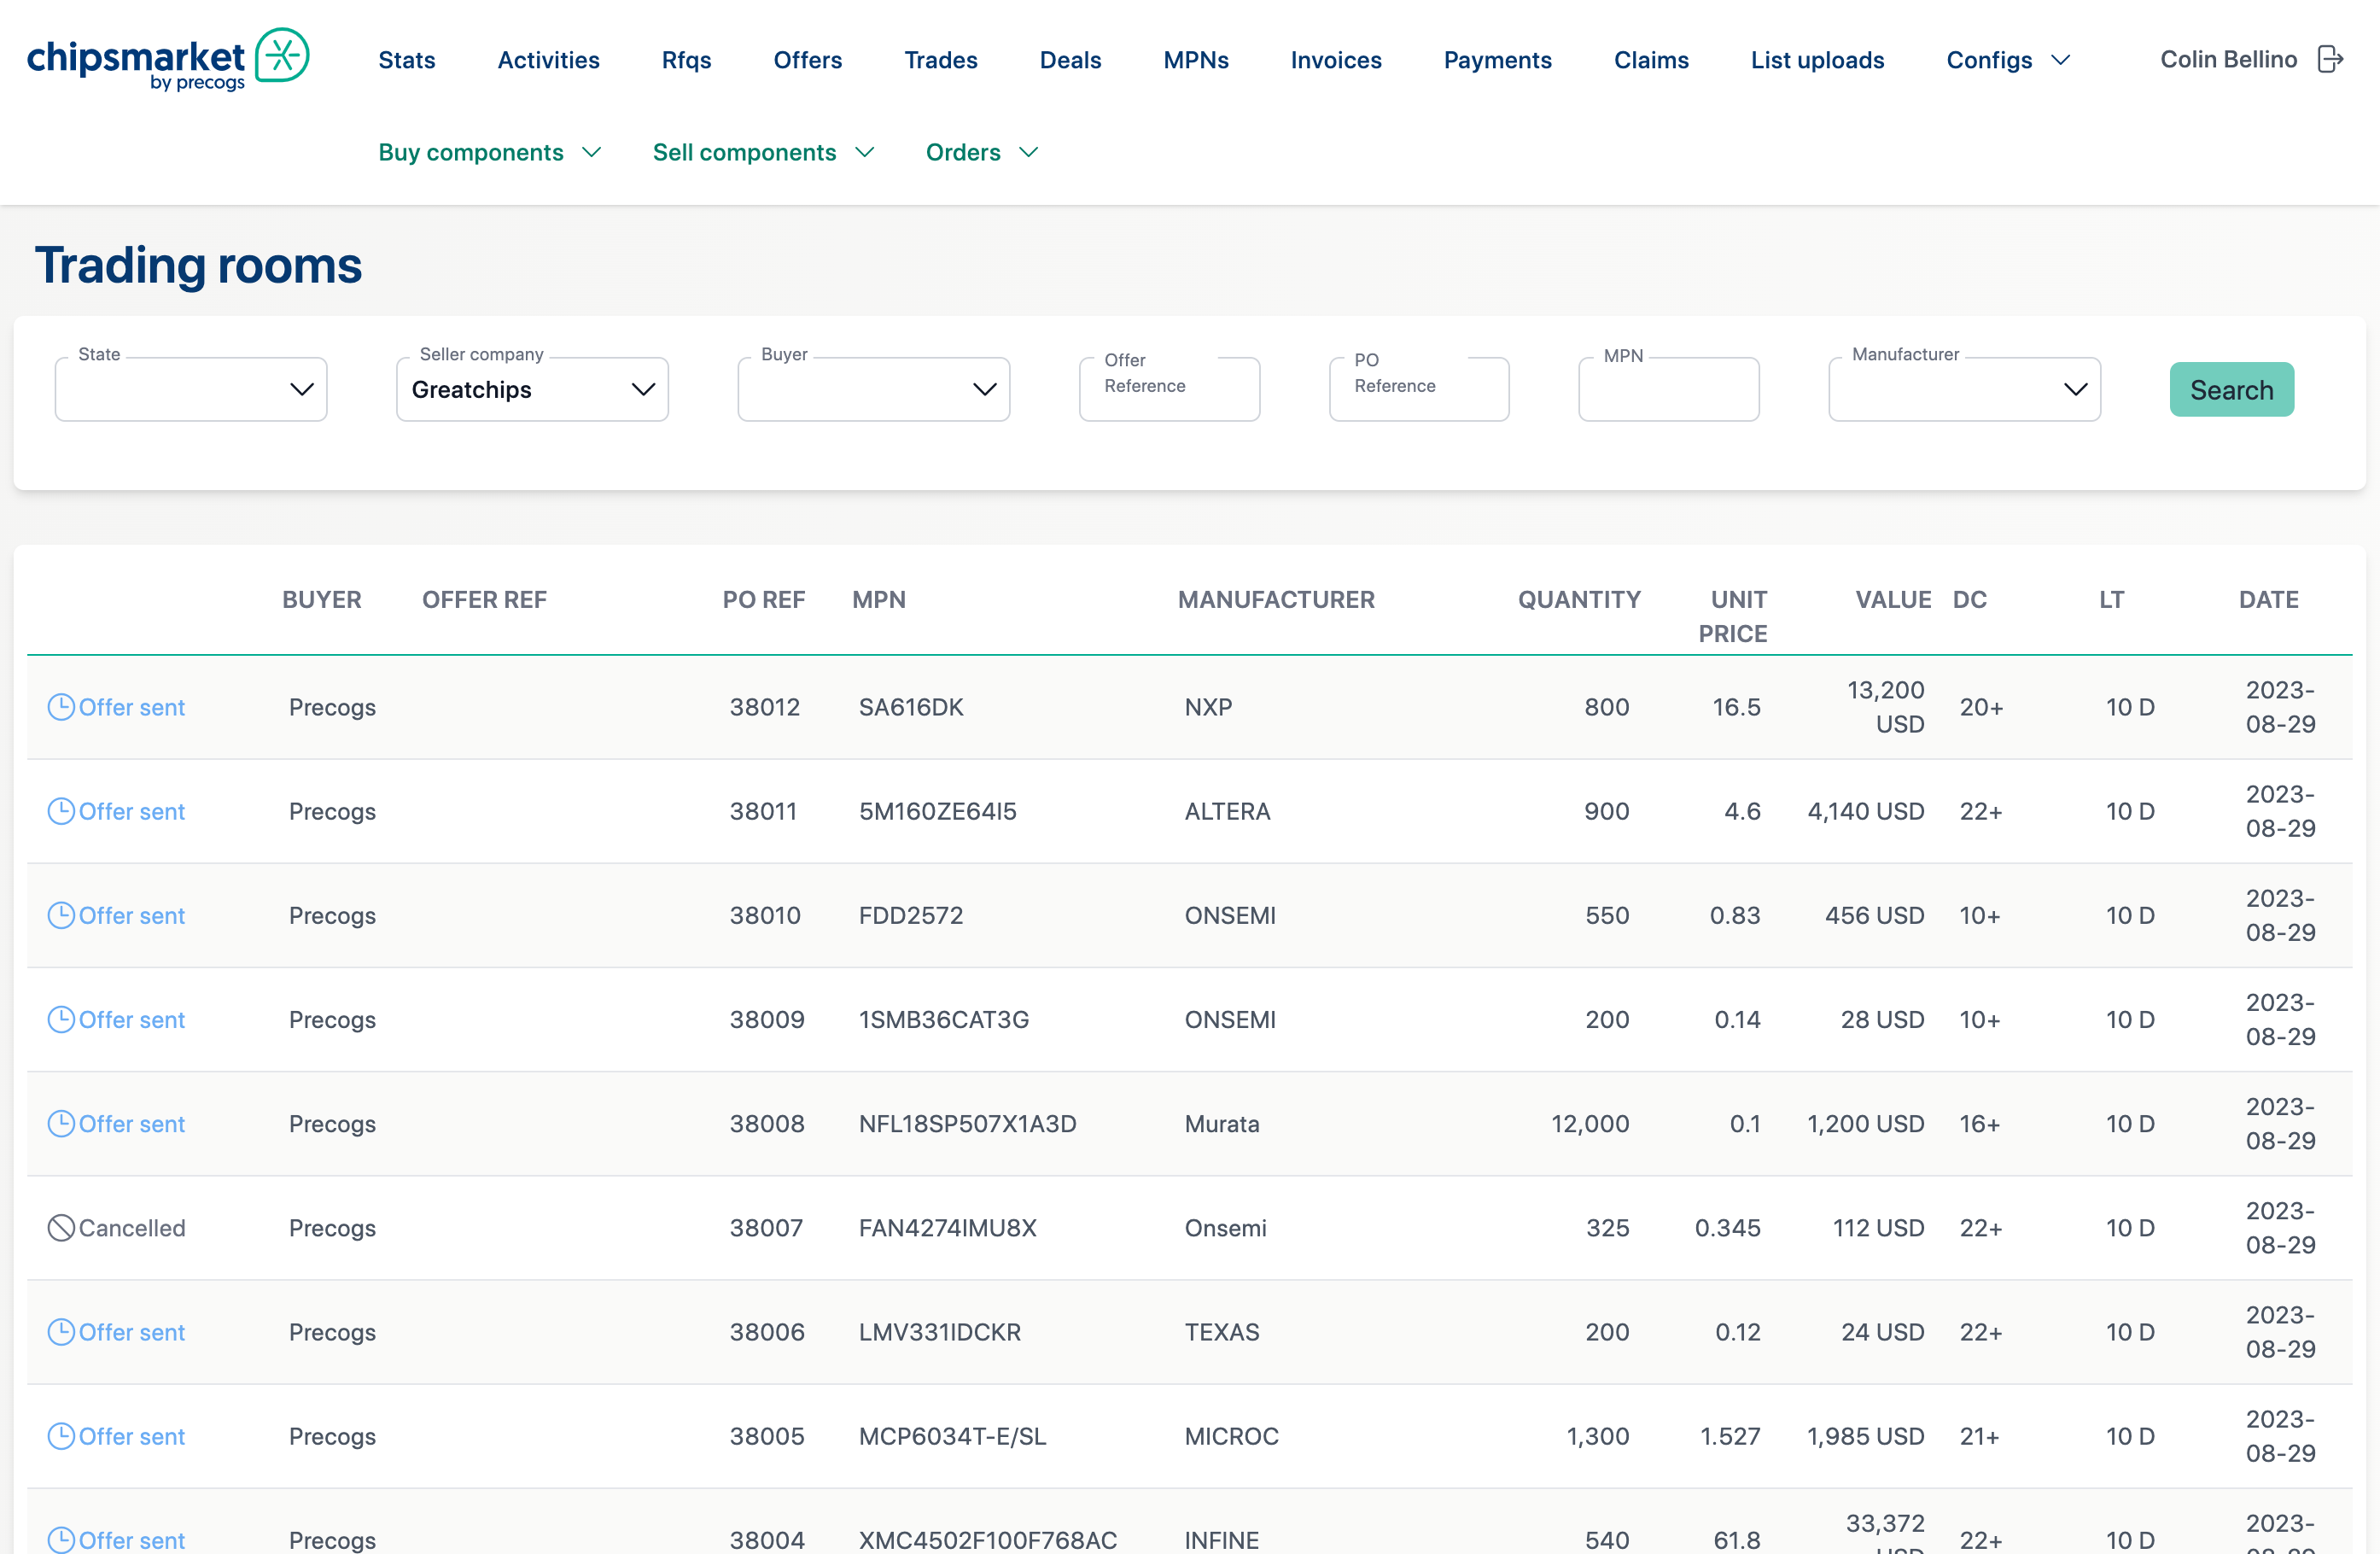 chipsmarket
by precogs
Stats Activities Rfqs Offers Trades Deals MPNs Invoices Payments Claims List uploads Configs Colin Bellino
Buy components Sell components Orders
Trading rooms
State Seller company Buyer Offer Reference PO Reference MPN Manufacturer
Greatchips Search
BUYER OFFER REF PO REF MPN MANUFACTURER QUANTITY UNIT PRICE VALUE DC LT DATE
Offer sent Precogs 38012 SA616DK NXP 800 16.5 13,200 USD 20+ 10 D 2023-08-29
Offer sent Precogs 38011 5M160ZE64I5 ALTERA 900 4.6 4,140 USD 22+ 10 D 2023-08-29
Offer sent Precogs 38010 FDD2572 ONSEMI 550 0.83 456 USD 10+ 10 D 2023-08-29
Offer sent Precogs 38009 1SMB36CAT3G ONSEMI 200 0.14 28 USD 10+ 10 D 2023-08-29
Offer sent Precogs 38008 NFL18SP507X1A3D Murata 12,000 0.1 1,200 USD 16+ 10 D 2023-08-29
Cancelled Precogs 38007 FAN4274IMU8X Onsemi 325 0.345 112 USD 22+ 10 D 2023-08-29
Offer sent Precogs 38006 LMV331IDCKR TEXAS 200 0.12 24 USD 22+ 10 D 2023-08-29
Offer sent Precogs 38005 MCP6034T-E/SL MICROC 1,300 1.527 1,985 USD 21+ 10 D 2023-08-29
Offer sent Precogs 38004 XMC4502F100F768AC INFINE 540 61.8 33,372 22+ 10 D 2023-